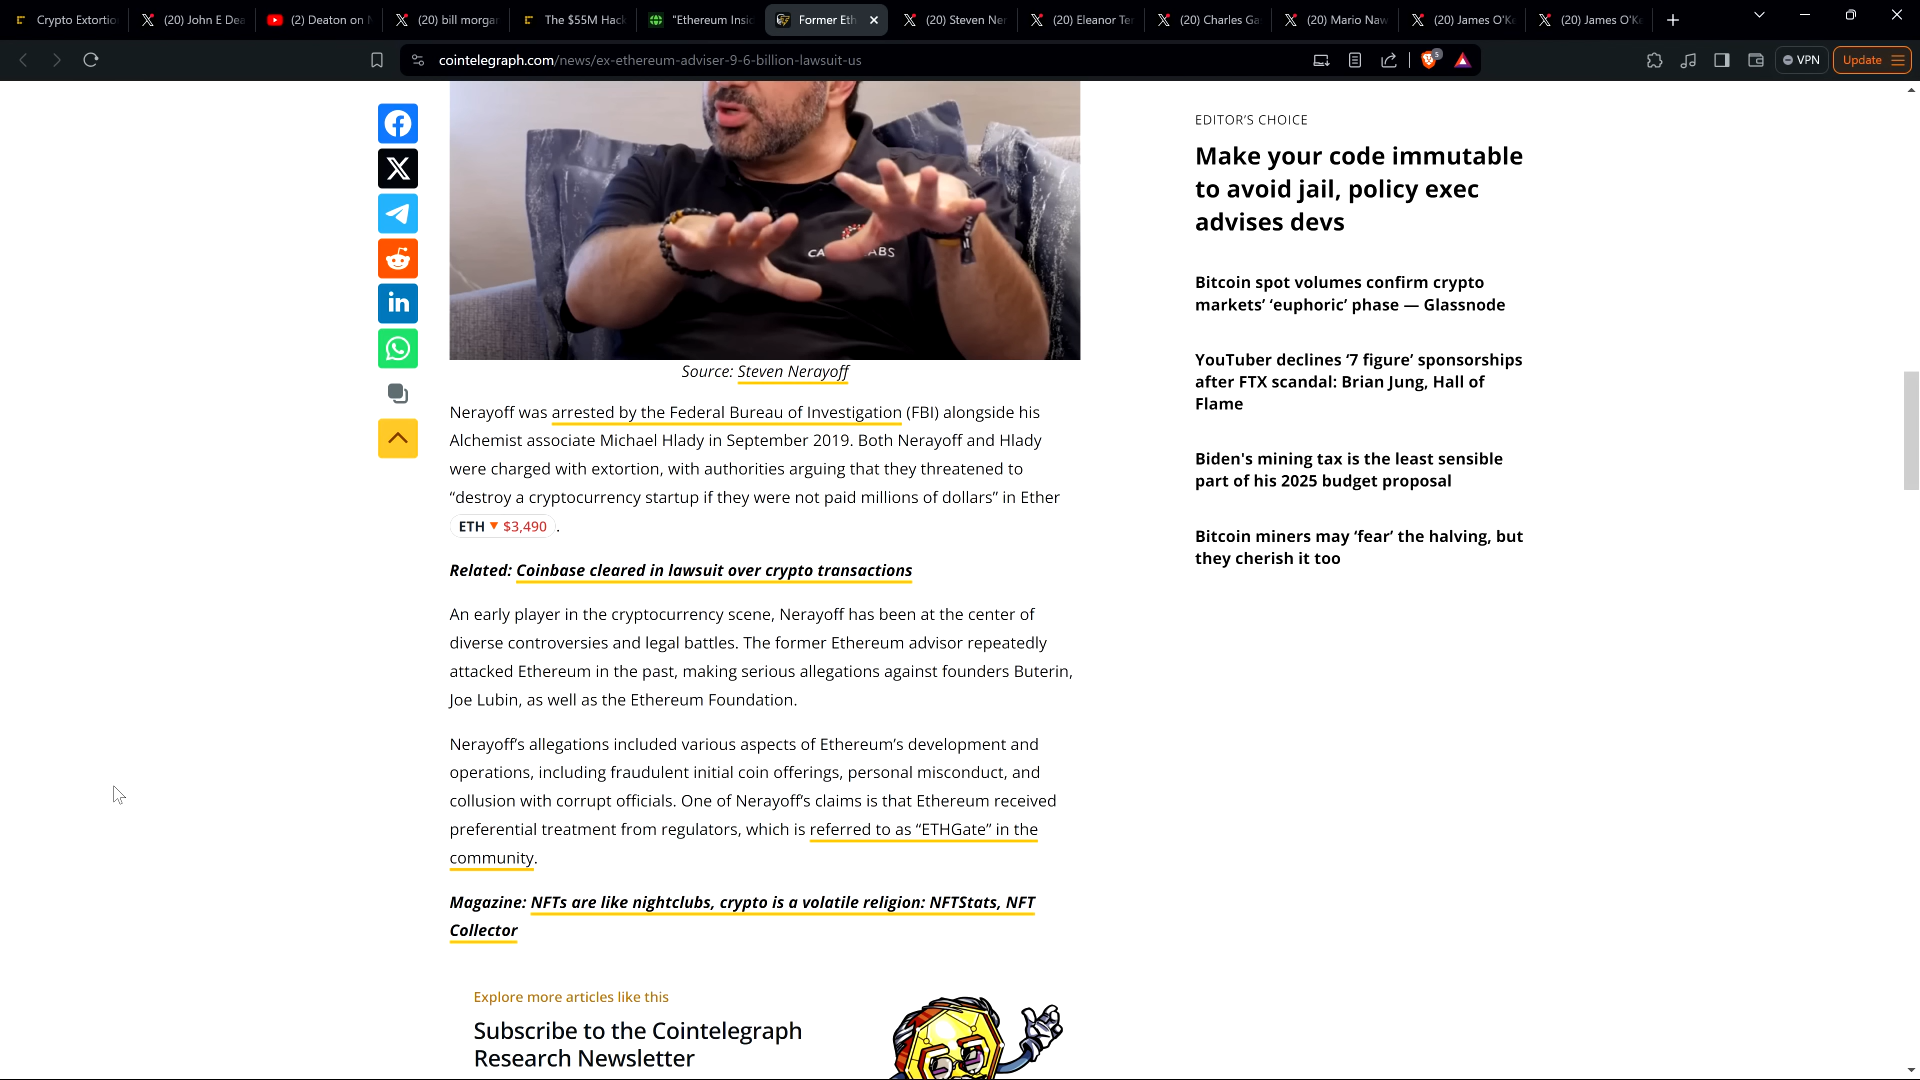 Crypto Extortio
(20) John E Dea
(2) Deaton on N
(20) bill morgan
The $55M Hack
"Ethereum Insid
Former Eth
(20) Steven Ner
(20) Eleanor Ter
(20) Charles Ga
(20) Mario Naw
(20) James O'Ke
(20) James O'Ke
cointelegraph.com/news/ex-ethereum-adviser-9-6-billion-lawsuit-us
5
VPN
Update
Source: Steven Nerayoff
Nerayoff was arrested by the Federal Bureau of Investigation (FBI) alongside his
Alchemist associate Michael Hlady in September 2019. Both Nerayoff and Hlady
were charged with extortion, with authorities arguing that they threatened to
“destroy a cryptocurrency startup if they were not paid millions of dollars” in Ether
ETH ▼ $3,490 .
Related: Coinbase cleared in lawsuit over crypto transactions
An early player in the cryptocurrency scene, Nerayoff has been at the center of
diverse controversies and legal battles. The former Ethereum advisor repeatedly
attacked Ethereum in the past, making serious allegations against founders Buterin,
Joe Lubin, as well as the Ethereum Foundation.
Nerayoff’s allegations included various aspects of Ethereum’s development and
operations, including fraudulent initial coin offerings, personal misconduct, and
collusion with corrupt officials. One of Nerayoff’s claims is that Ethereum received
preferential treatment from regulators, which is referred to as “ETHGate” in the
community.
Magazine: NFTs are like nightclubs, crypto is a volatile religion: NFTStats, NFT
Collector
Explore more articles like this
Subscribe to the Cointelegraph
Research Newsletter
EDITOR’S CHOICE
Make your code immutable
to avoid jail, policy exec
advises devs
Bitcoin spot volumes confirm crypto
markets’ ‘euphoric’ phase — Glassnode
YouTuber declines ‘7 figure’ sponsorships
after FTX scandal: Brian Jung, Hall of
Flame
Biden's mining tax is the least sensible
part of his 2025 budget proposal
Bitcoin miners may ‘fear’ the halving, but
they cherish it too